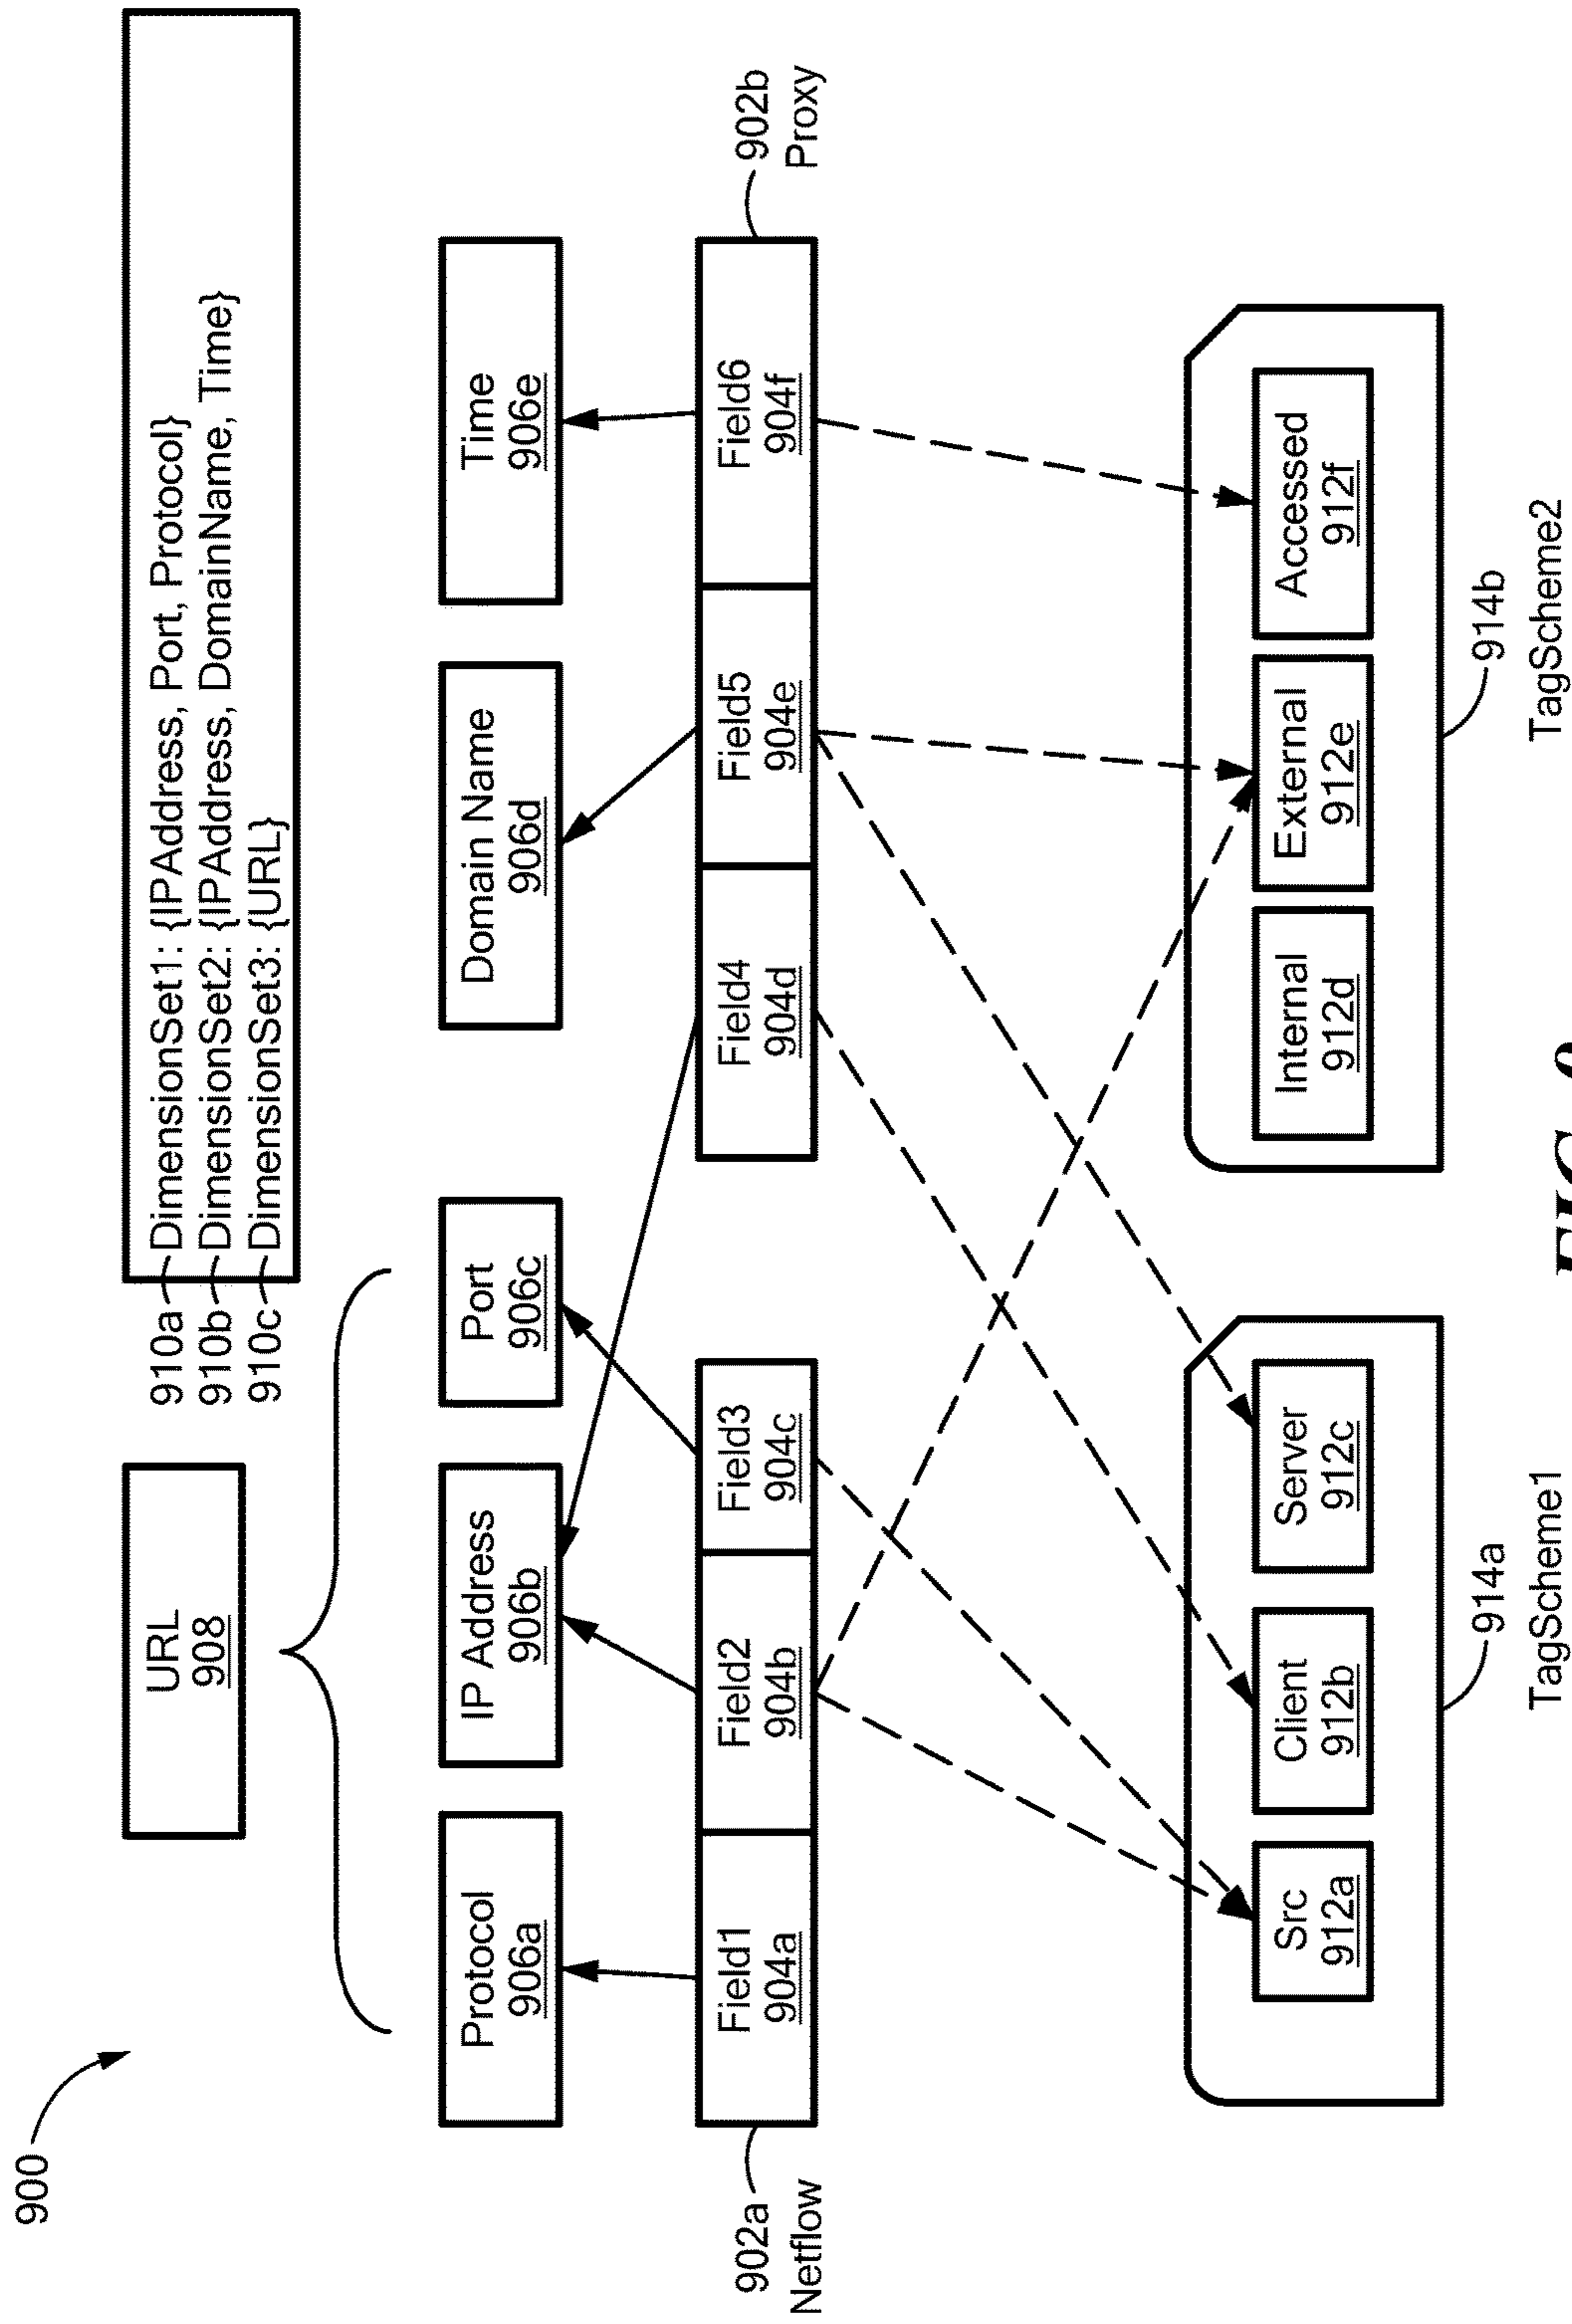 900
URL
908
910a
DimensionSet1: {IPAddress, Port, Protocol}
910b
DimensionSet2: {IPAddress, DomainName, Time}
910c
DimensionSet3: {URL}
Protocol
906a
IP Address
906b
Port
906c
Domain Name
906d
Time
906e
902a
Netflow
Field1
904a
Field2
904b
Field3
904c
Field4
904d
Field5
904e
Field6
904f
902b
Proxy
Src
912a
Client
912b
Server
912c
Internal
912d
External
912e
Accessed
912f
914a
TagScheme1
914b
TagScheme2